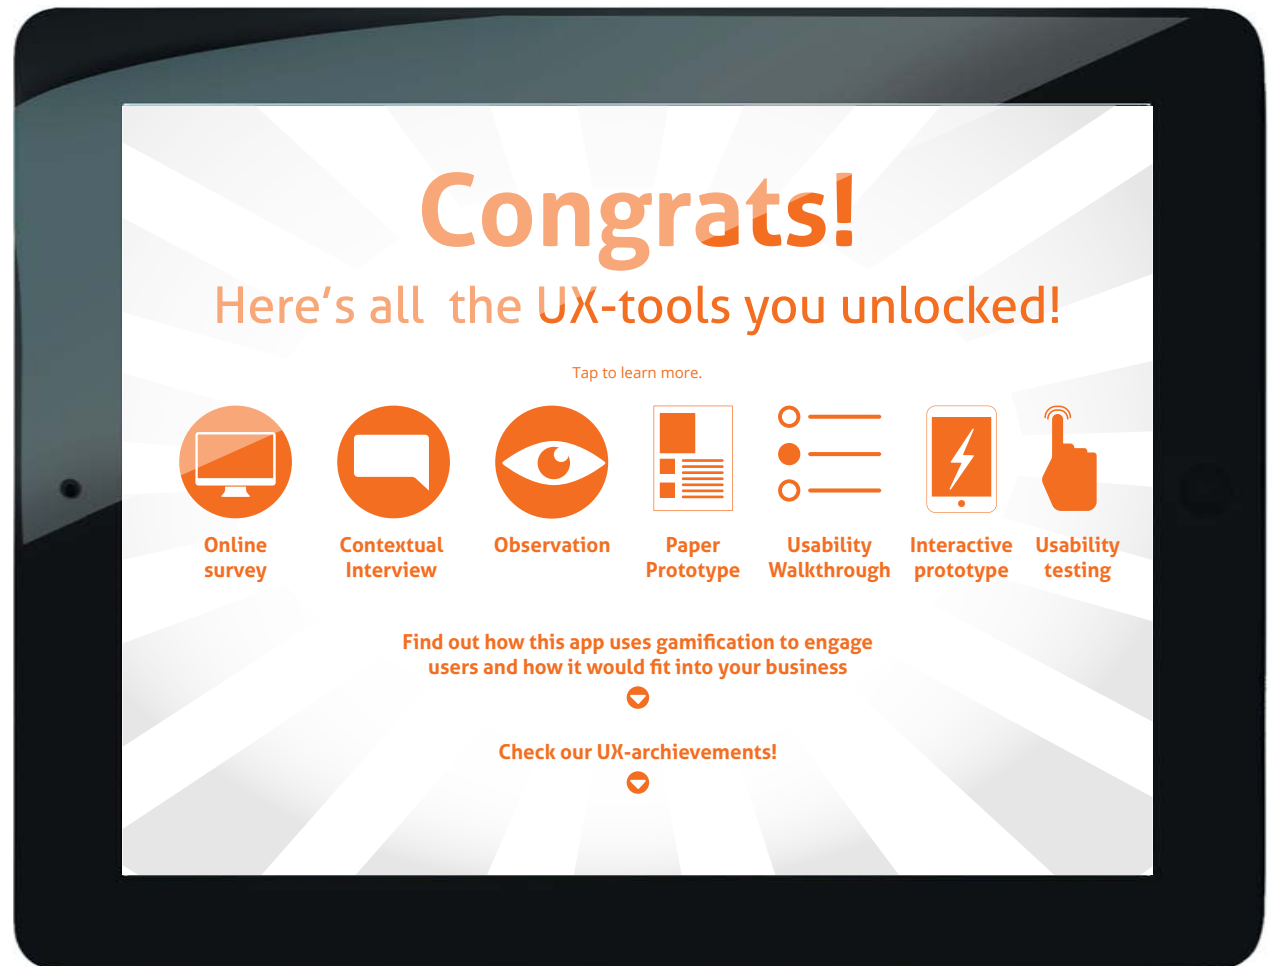 Congrats!
Here's all the UX-tools you unlocked!
Tap to learn more.
Online
survey
Contextual
Interview
Observation
Paper
Prototype
Usability
Walkthrough
Interactive
prototype
Usability
testing
Find out how this app uses gamification to engage
users and how it would fit into your business
Check our UX-archievements!